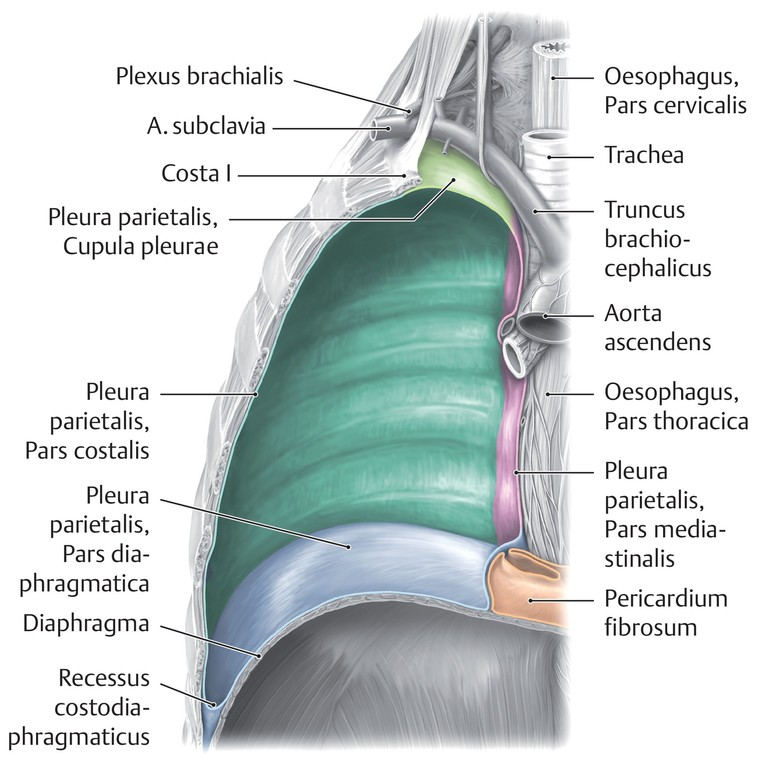 Plexus brachialis
A. subclavia
Costa I
Pleura parietalis,
Cupula pleurae
Pleura
parietalis,
Pars costalis
Pleura
parietalis,
Pars dia-
phragmatica
Diaphragma
Recessus
costodia-
phragmaticus
Oesophagus,
Pars cervicalis
Trachea
Truncus
brachio-
cephalicus
Aorta
ascendens
Oesophagus,
Pars thoracica
Pleura
parietalis,
Pars media-
stinalis
Pericardium
fibrosum